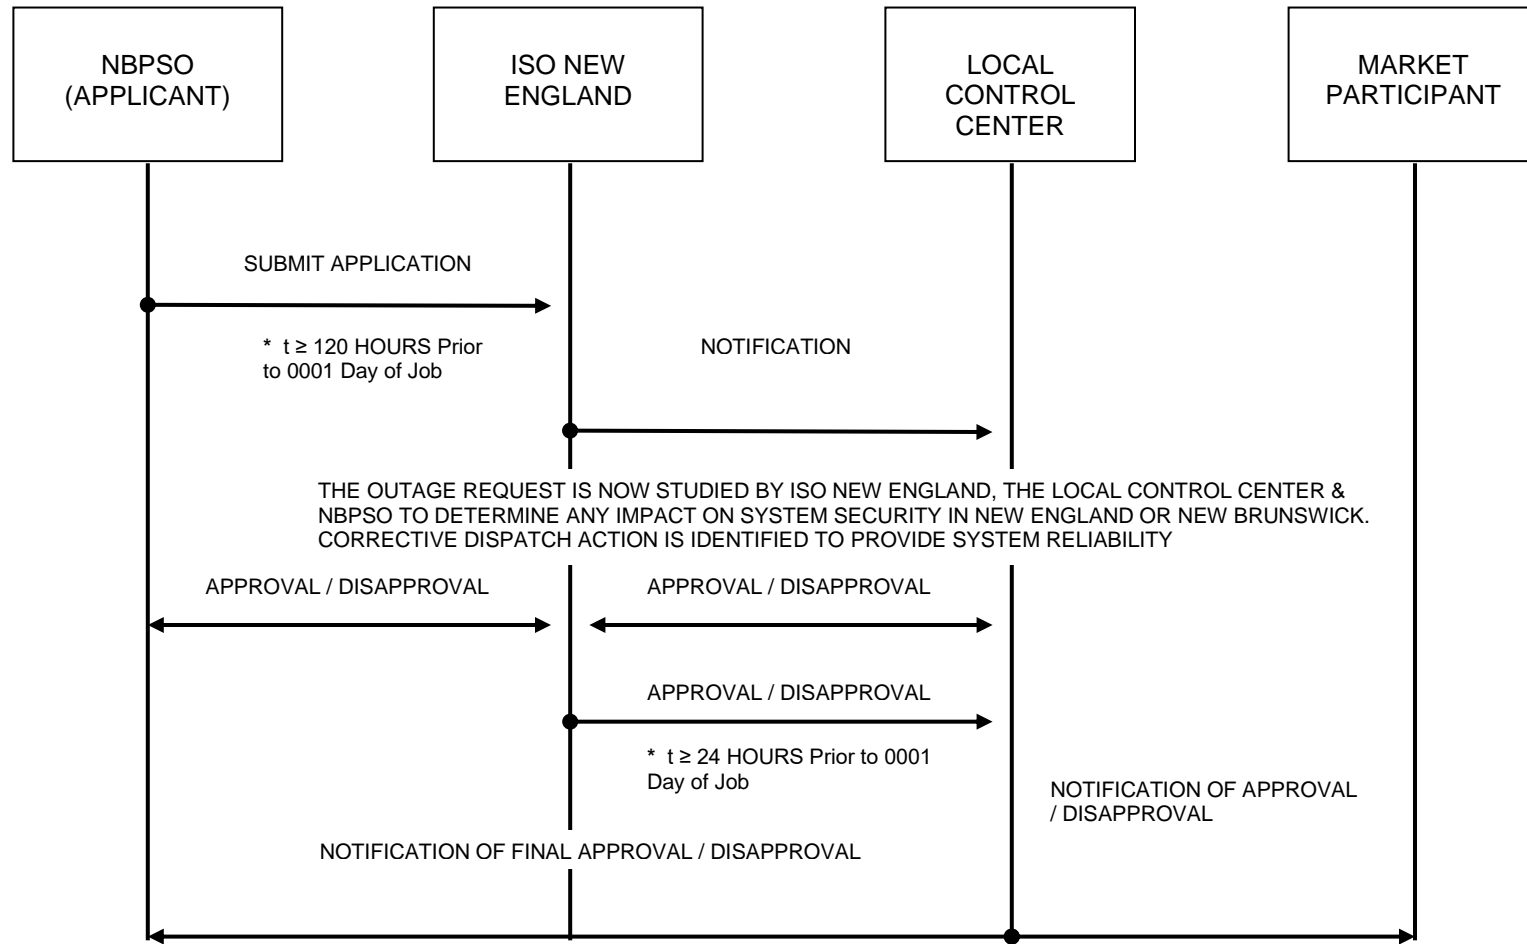 NBPSO
(APPLICANT)
ISO NEW
ENGLAND
LOCAL
CONTROL
CENTER
MARKET
PARTICIPANT
SUBMIT APPLICATION
* t ≥ 120 HOURS Prior
to 0001 Day of Job
NOTIFICATION
THE OUTAGE REQUEST IS NOW STUDIED BY ISO NEW ENGLAND, THE LOCAL CONTROL CENTER &
NBPSO TO DETERMINE ANY IMPACT ON SYSTEM SECURITY IN NEW ENGLAND OR NEW BRUNSWICK.
CORRECTIVE DISPATCH ACTION IS IDENTIFIED TO PROVIDE SYSTEM RELIABILITY
APPROVAL / DISAPPROVAL
APPROVAL / DISAPPROVAL
APPROVAL / DISAPPROVAL
* t ≥ 24 HOURS Prior to 0001
Day of Job
NOTIFICATION OF APPROVAL
/ DISAPPROVAL
NOTIFICATION OF FINAL APPROVAL / DISAPPROVAL